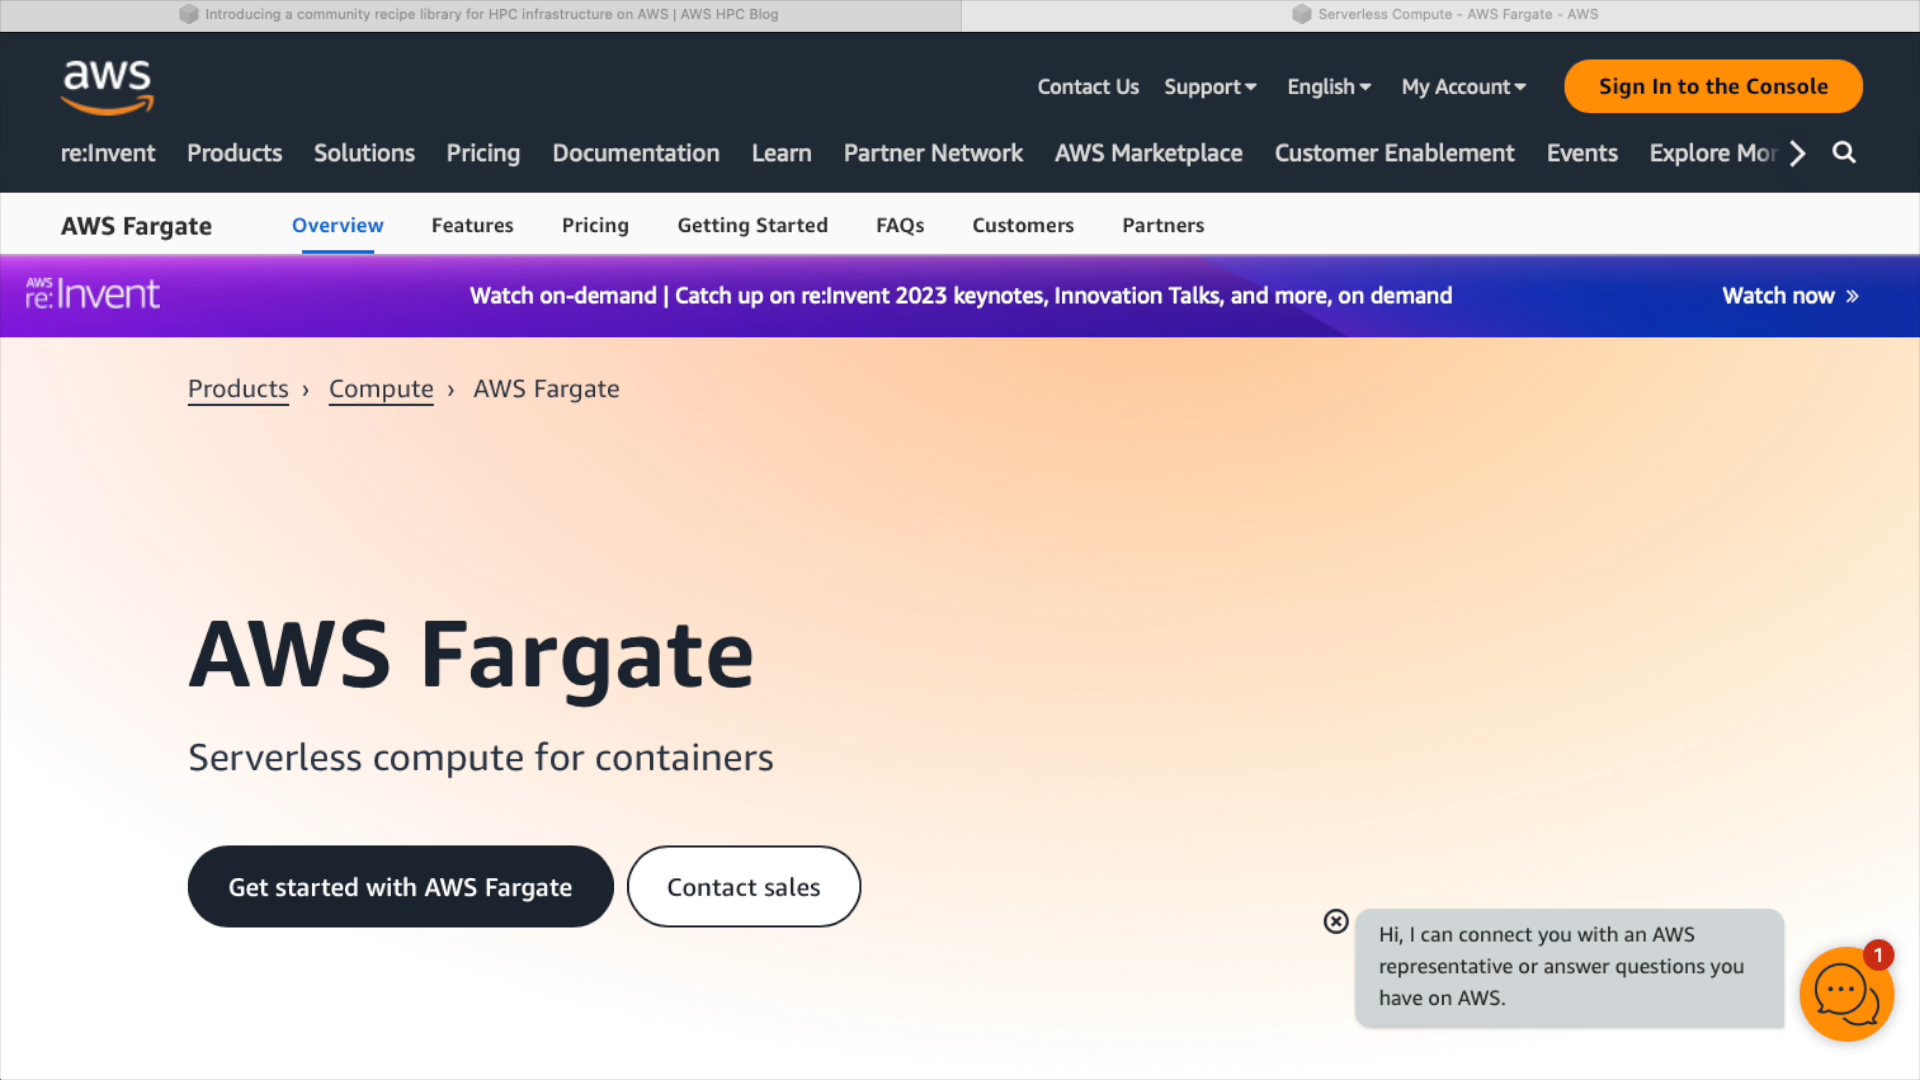 Introducing a community recipe library for HPC infrastructure on AWS | AWS HPC Blog
Serverless Compute - AWS Fargate - AWS
aws
Contact Us Support English My Account Sign In to the Console
re:Invent Products Solutions Pricing Documentation Learn Partner Network AWS Marketplace Customer Enablement Events Explore Mor
AWS Fargate Overview Features Pricing Getting Started FAQs Customers Partners
AWS re:Invent
Watch on-demand | Catch up on re:Invent 2023 keynotes, Innovation Talks, and more, on demand
Watch now »
Products › Compute › AWS Fargate
AWS Fargate
Serverless compute for containers
Get started with AWS Fargate
Contact sales
Hi, I can connect you with an AWS
representative or answer questions you
have on AWS.
1